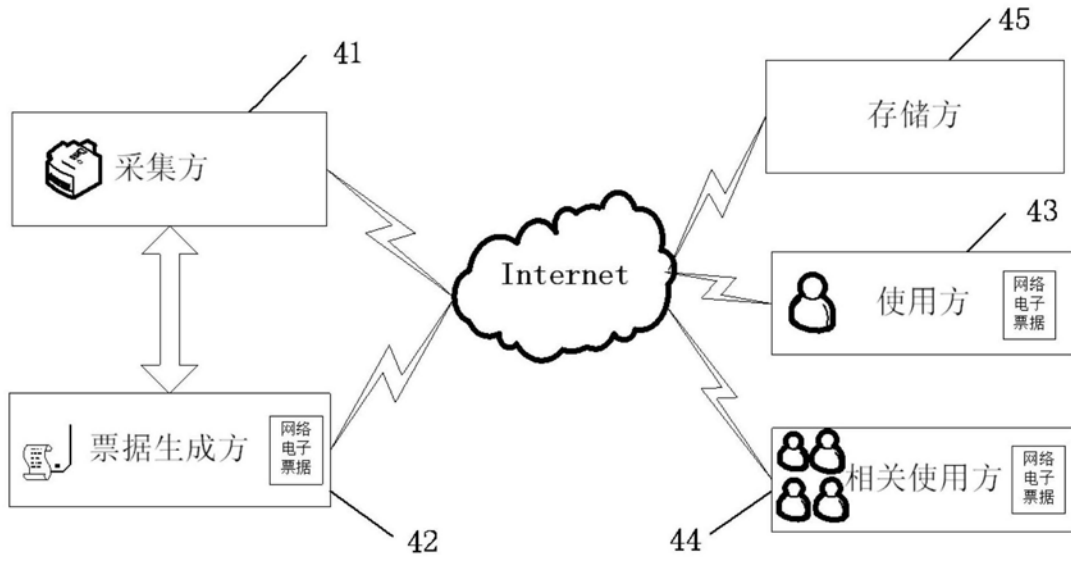 41
采集方
45
存储方
Internet
43
使用方
网络
电子
票据
票据生成方
网络
电子
票据
42
相关使用方
网络
电子
票据
44